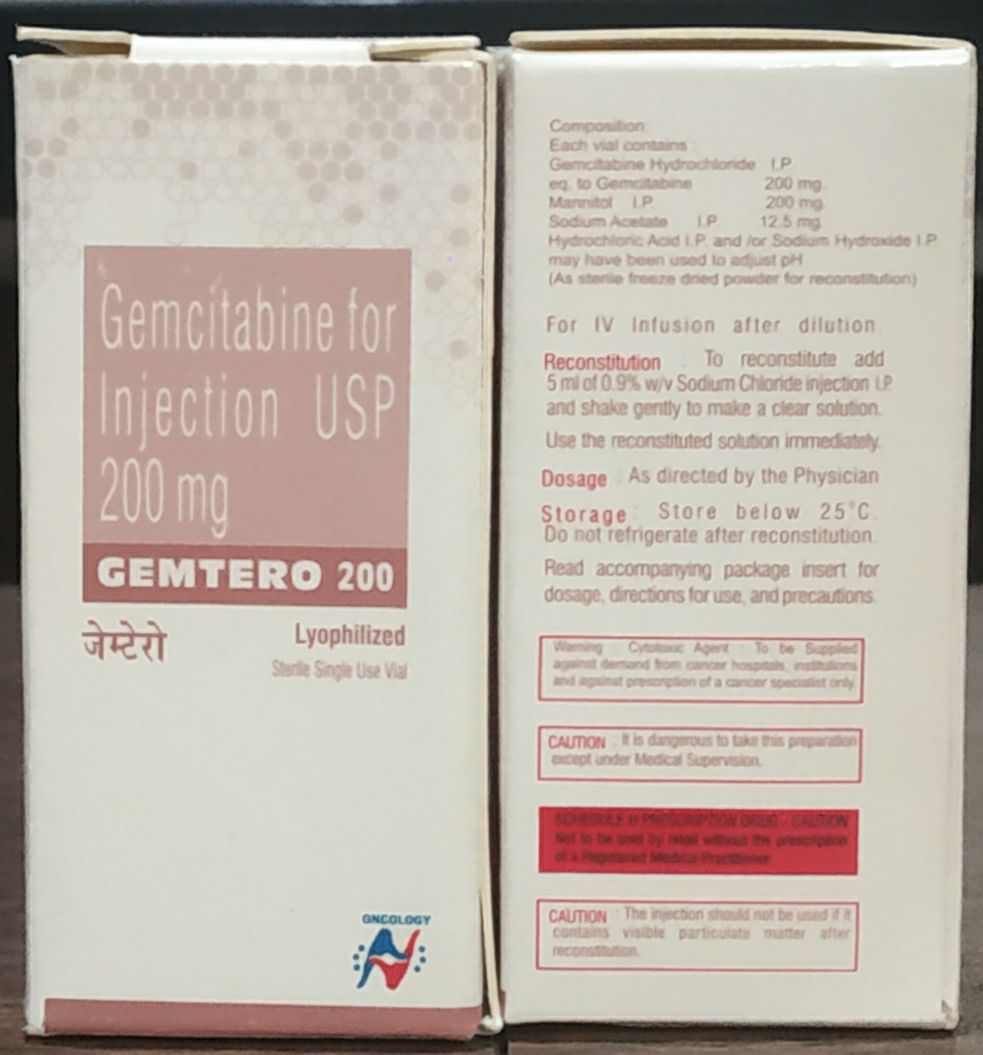 Gemcitabine for
Injection USP
200 mg
GEMTERO 200
जेम्टेरो
Lyophilized
Sterile Single Use Vial
ONCOLOGY
Composition:
Each vial contains :
Gemcitabine Hydrochloride I.P.
eq. to Gemcitabine 200 mg.
Mannitol I.P. 200 mg.
Sodium Acetate I.P. 12.5 mg.
Hydrochloric Acid I.P. and /or Sodium Hydroxide I.P.
may have been used to adjust pH
(As sterile freeze dried powder for reconstitution)
For IV Infusion after dilution.
Reconstitution : To reconstitute add
5 ml of 0.9% w/v Sodium Chloride injection I.P.
and shake gently to make a clear solution.
Use the reconstituted solution immediately.
Dosage : As directed by the Physician
Storage : Store below 25°C.
Do not refrigerate after reconstitution.
Read accompanying package insert for
dosage, directions for use, and precautions.
Warning : Cytotoxic Agent : To be Supplied
against demand from cancer hospitals, institutions
and against prescription of a cancer specialist only.
CAUTION : It is dangerous to take this preparation
except under Medical Supervision.
SCHEDULE H PRESCRIPTION DRUG - CAUTION
Not to be sold by retail without the prescription
of a Registered Medical Practitioner.
CAUTION : The injection should not be used if it
contains visible particulate matter after
reconstitution.